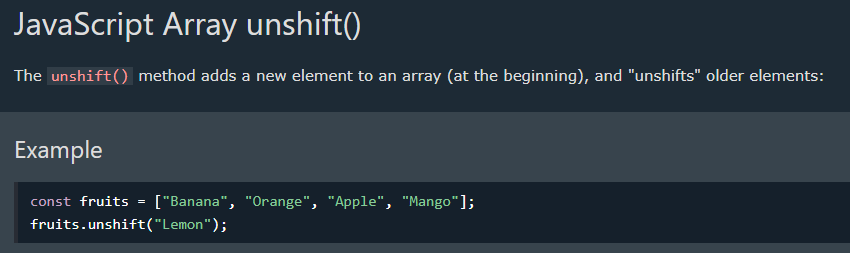 JavaScript Array unshift()
The unshift() method adds a new element to an array (at the beginning), and "unshifts" older elements:
Example
const fruits = ["Banana", "Orange", "Apple", "Mango"];
fruits.unshift("Lemon");